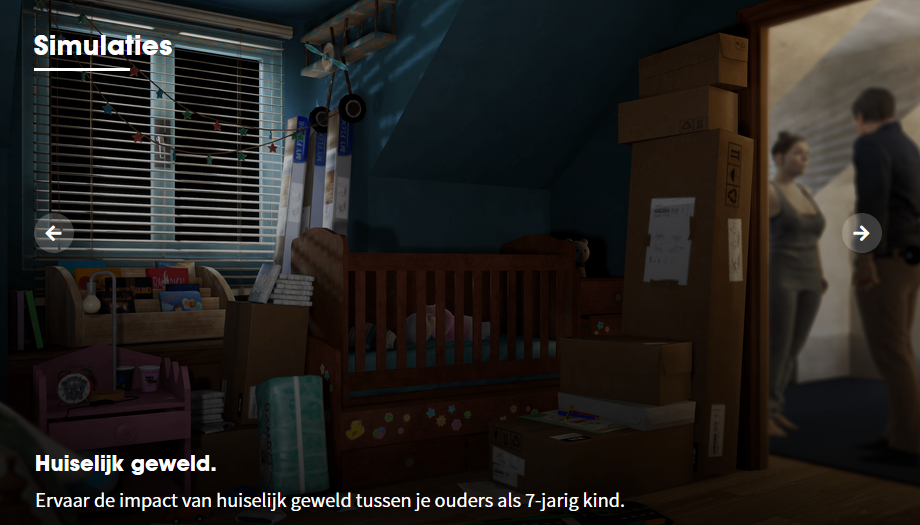 Simulaties
Huiselijk geweld.
Ervaar de impact van huiselijk geweld tussen je ouders als 7-jarig kind.